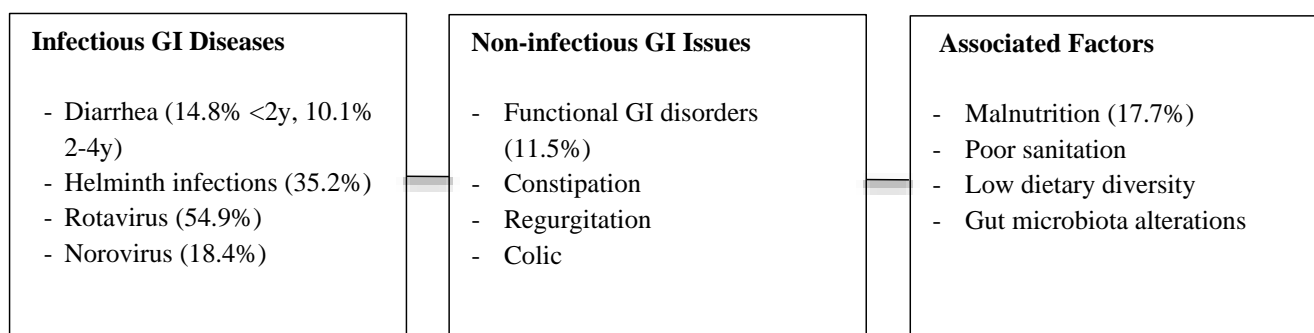 Infectious GI Diseases
- Diarrhea (14.8% <2y, 10.1%
2-4y)
- Helminth infections (35.2%)
- Rotavirus (54.9%)
- Norovirus (18.4%)
Non-infectious GI Issues
- Functional GI disorders
(11.5%)
- Constipation
- Regurgitation
- Colic
Associated Factors
- Malnutrition (17.7%)
- Poor sanitation
- Low dietary diversity
- Gut microbiota alterations